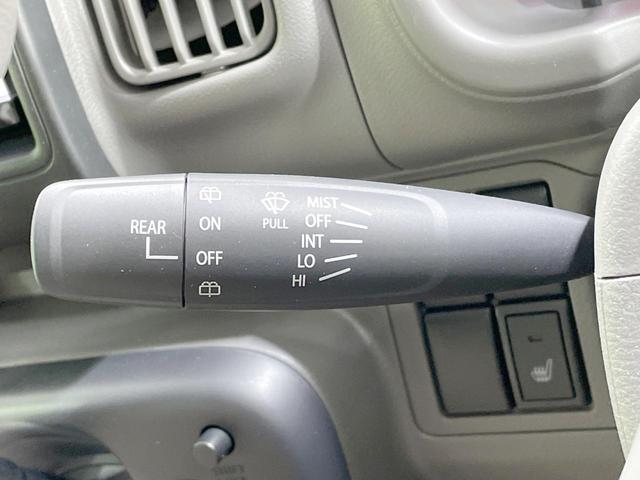 REAR
ON
OFF
PULL
MIST
OFF
INT
LO
HI